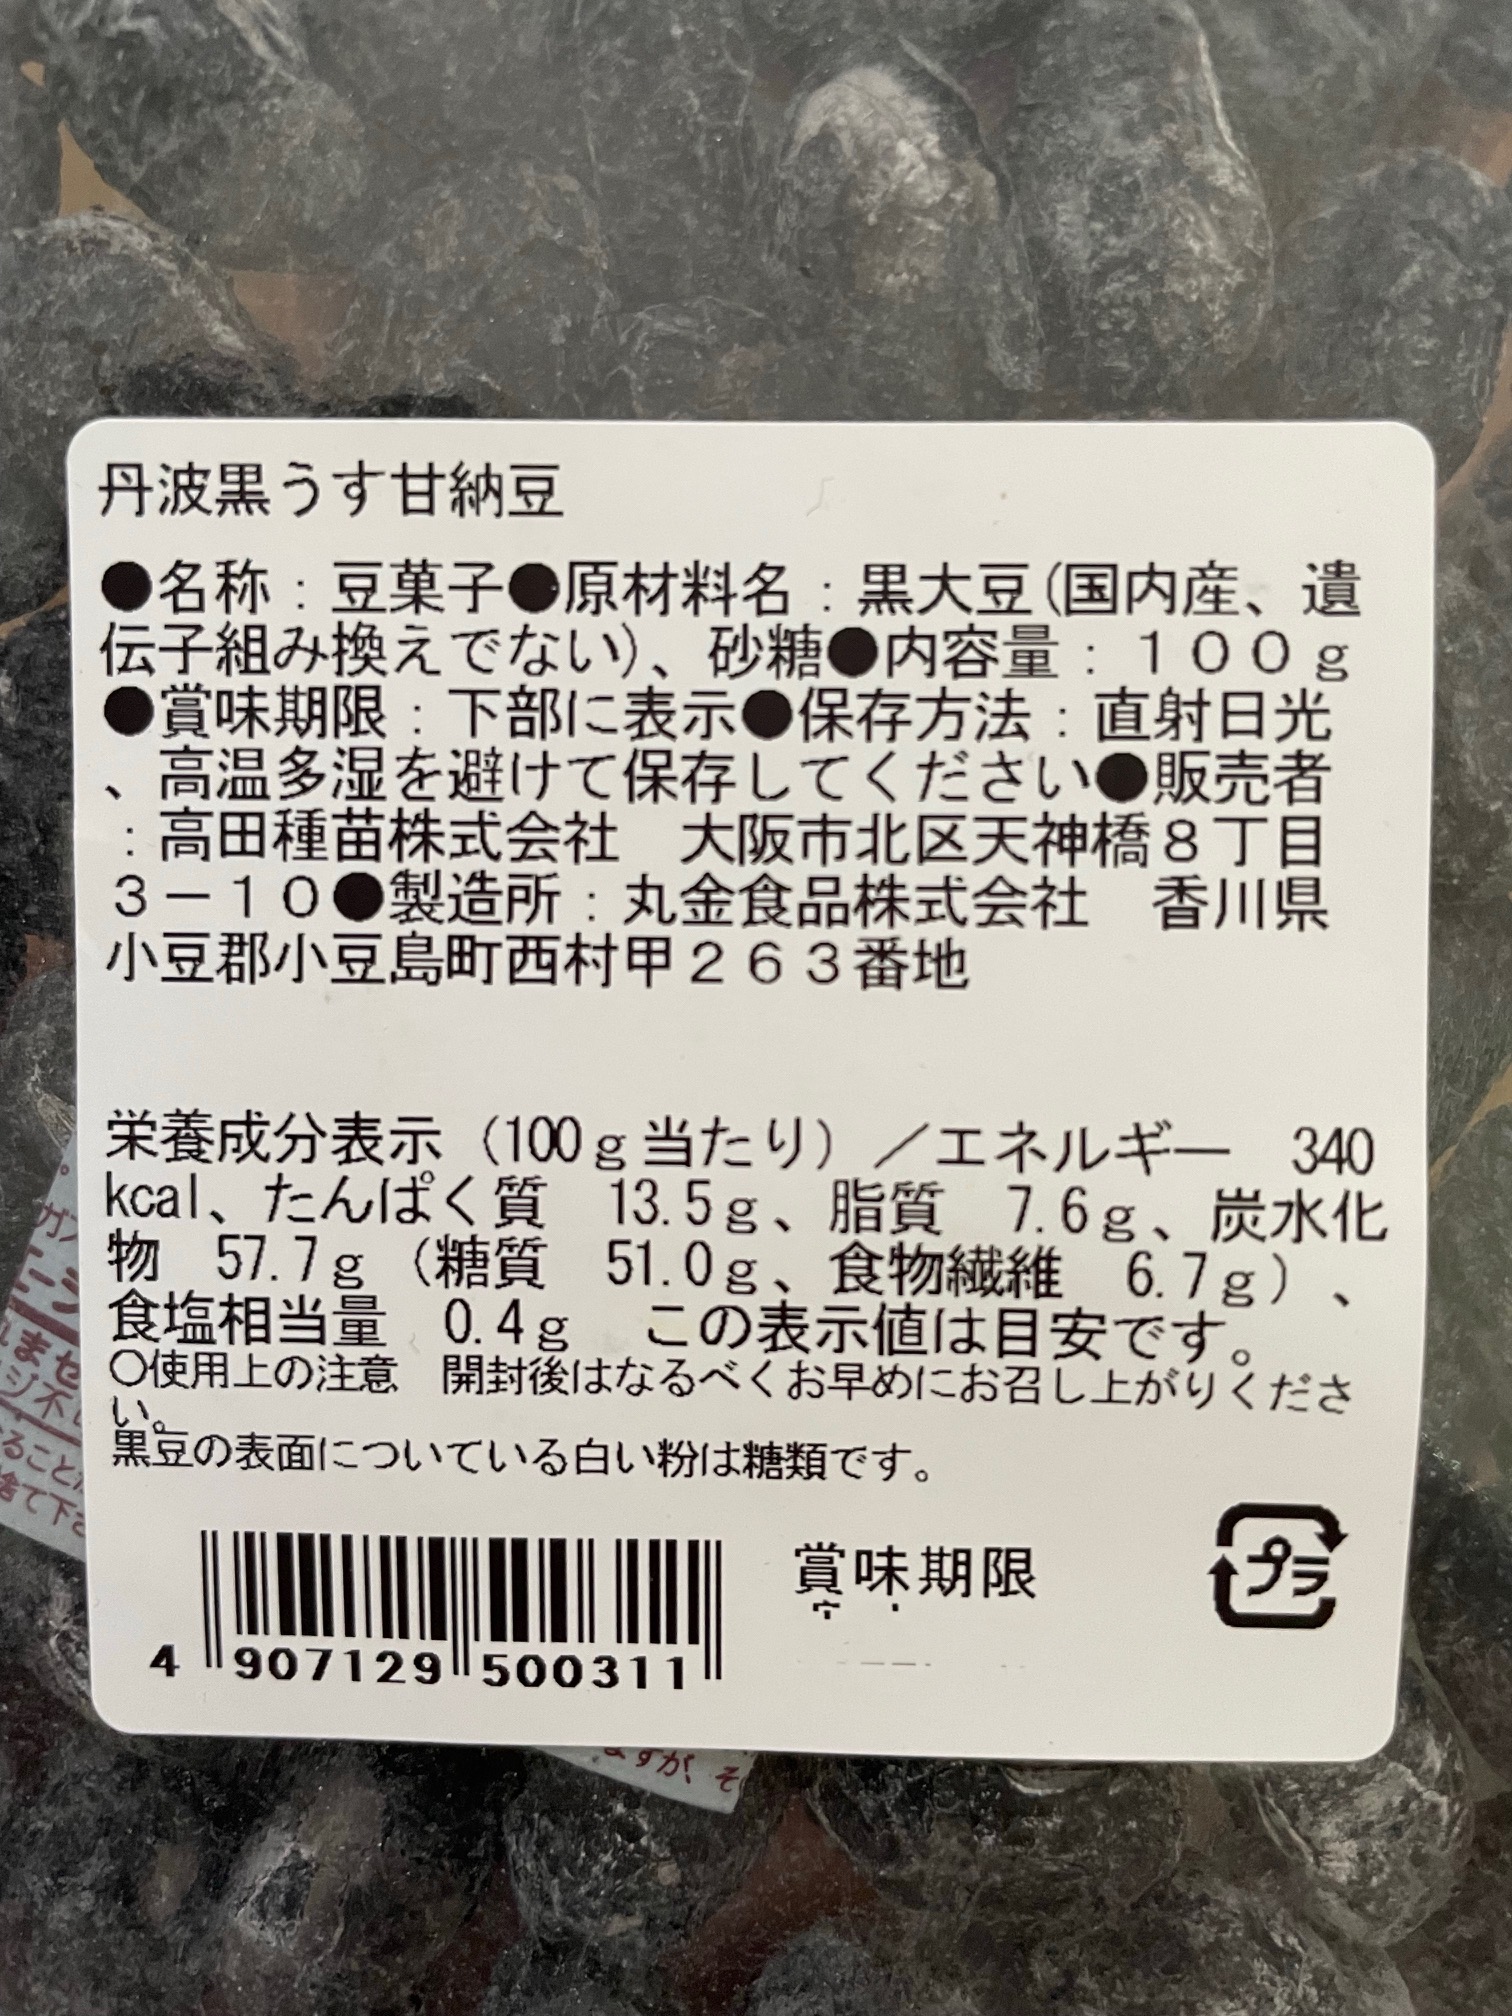 丹波黒うす甘納豆
●名称：豆菓子●原材料名：黒大豆(国内産、遺
伝子組み換えでない)、砂糖●内容量：１００ｇ
●賞味期限：下部に表示●保存方法：直射日光
、高温多湿を避けて保存してください●販売者
：高田種苗株式会社　大阪市北区天神橋８丁目
３－１０●製造所：丸金食品株式会社　香川県
小豆郡小豆島町西村甲２６３番地
栄養成分表示（100ｇ当たり）／エネルギー　340
kcal、たんぱく質　13.5ｇ、脂質　7.6ｇ、炭水化
物　57.7ｇ（糖質　51.0ｇ、食物繊維　6.7ｇ）、
食塩相当量　0.4ｇ　この表示値は目安です。
○使用上の注意　開封後はなるべくお早めにお召し上がりくださ
い。
黒豆の表面についている白い粉は糖類です。
4 907129 500311
賞味期限
プラ
ますが、そ